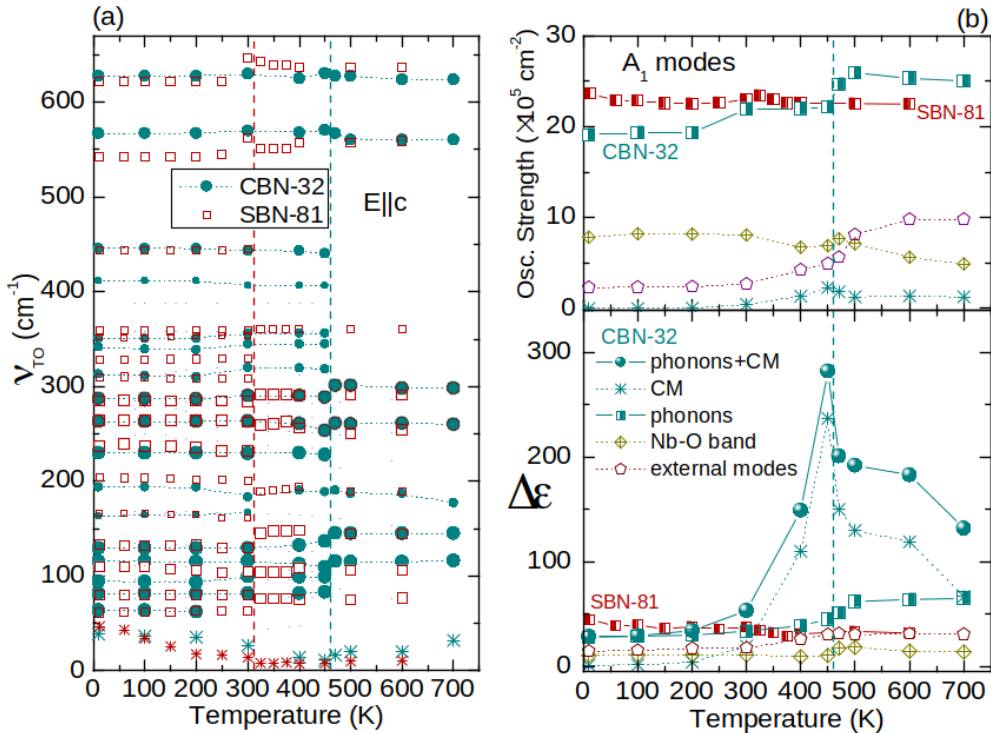 (a)
(b)
600
500
400
300
200
100
0
ν_TO (cm⁻¹)
CBN-32
SBN-81
E||c
0 100 200 300 400 500 600 700
Temperature (K)
30
20
10
0
Osc. Strength (×10⁵ cm⁻²)
A₁ modes
SBN-81
CBN-32
300
200
100
0
Δε
CBN-32
phonons+CM
CM
phonons
Nb-O band
external modes
SBN-81
0 100 200 300 400 500 600 700
Temperature (K)